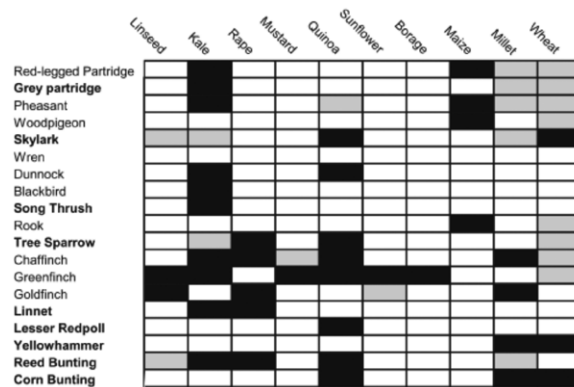 Linseed
Kale
Rape
Mustard
Quinoa
Sunflower
Borage
Maize
Millet
Wheat
Red-legged Partridge
Grey partridge
Pheasant
Woodpigeon
Skylark
Wren
Dunnock
Blackbird
Song Thrush
Rook
Tree Sparrow
Chaffinch
Greenfinch
Goldfinch
Linnet
Lesser Redpoll
Yellowhammer
Reed Bunting
Corn Bunting